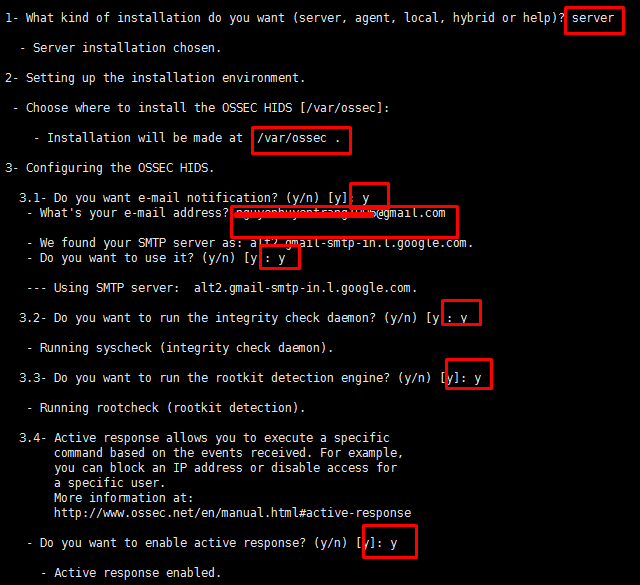 1- What kind of installation do you want (server, agent, local, hybrid or help)? server
- Server installation chosen.
2- Setting up the installation environment.
- Choose where to install the OSSEC HIDS [/var/ossec]:
- Installation will be made at /var/ossec .
3- Configuring the OSSEC HIDS.
3.1- Do you want e-mail notification? (y/n) [y]: y
- What's your e-mail address? @gmail.com
- We found your SMTP server as: alt2.gmail-smtp-in.l.google.com.
- Do you want to use it? (y/n) [y : y
--- Using SMTP server: alt2.gmail-smtp-in.l.google.com.
3.2- Do you want to run the integrity check daemon? (y/n) [y : y
- Running syscheck (integrity check daemon).
3.3- Do you want to run the rootkit detection engine? (y/n) [y]: y
- Running rootcheck (rootkit detection).
3.4- Active response allows you to execute a specific
command based on the events received. For example,
you can block an IP address or disable access for
a specific user.
More information at:
http://www.ossec.net/en/manual.html#active-response
- Do you want to enable active response? (y/n) [y]: y
- Active response enabled.